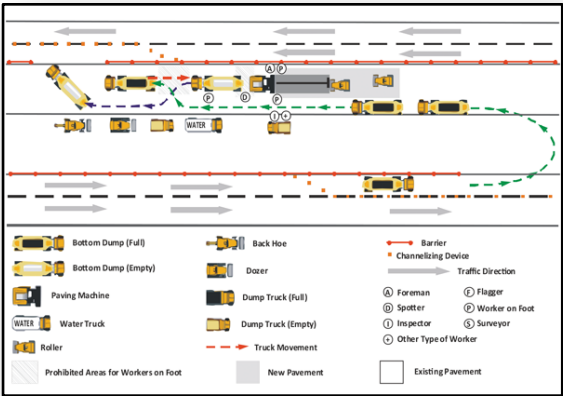 A P
P D P
I +
WATER
Bottom Dump (Full)
Back Hoe
Barrier
Channelizing Device
Bottom Dump (Empty)
Dozer
Traffic Direction
Paving Machine
Dump Truck (Full)
A Foreman
F Flagger
D Spotter
P Worker on Foot
WATER Water Truck
Dump Truck (Empty)
I Inspector
S Surveyor
Roller
Truck Movement
+ Other Type of Worker
Prohibited Areas for Workers on Foot
New Pavement
Existing Pavement